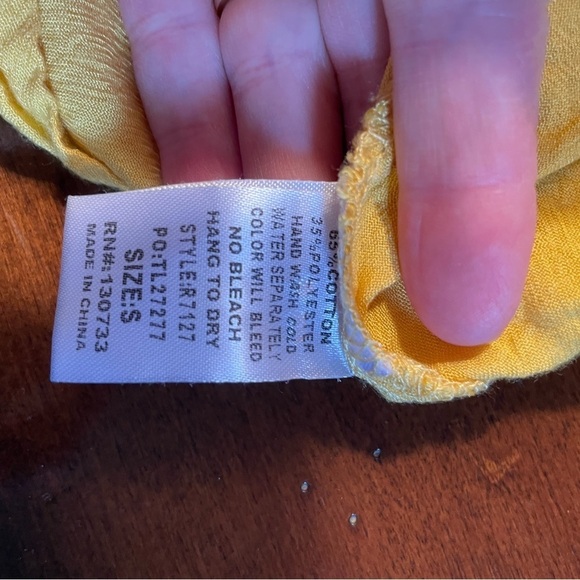 65%COTTON
35%POLYESTER
HAND WASH COLD
WATER SEPARATELY
COLOR WILL BLEED
NO BLEACH
HANG TO DRY
STYLE:R7127
PO:TL27277
SIZE:S
RN#:130733
MADE IN CHINA